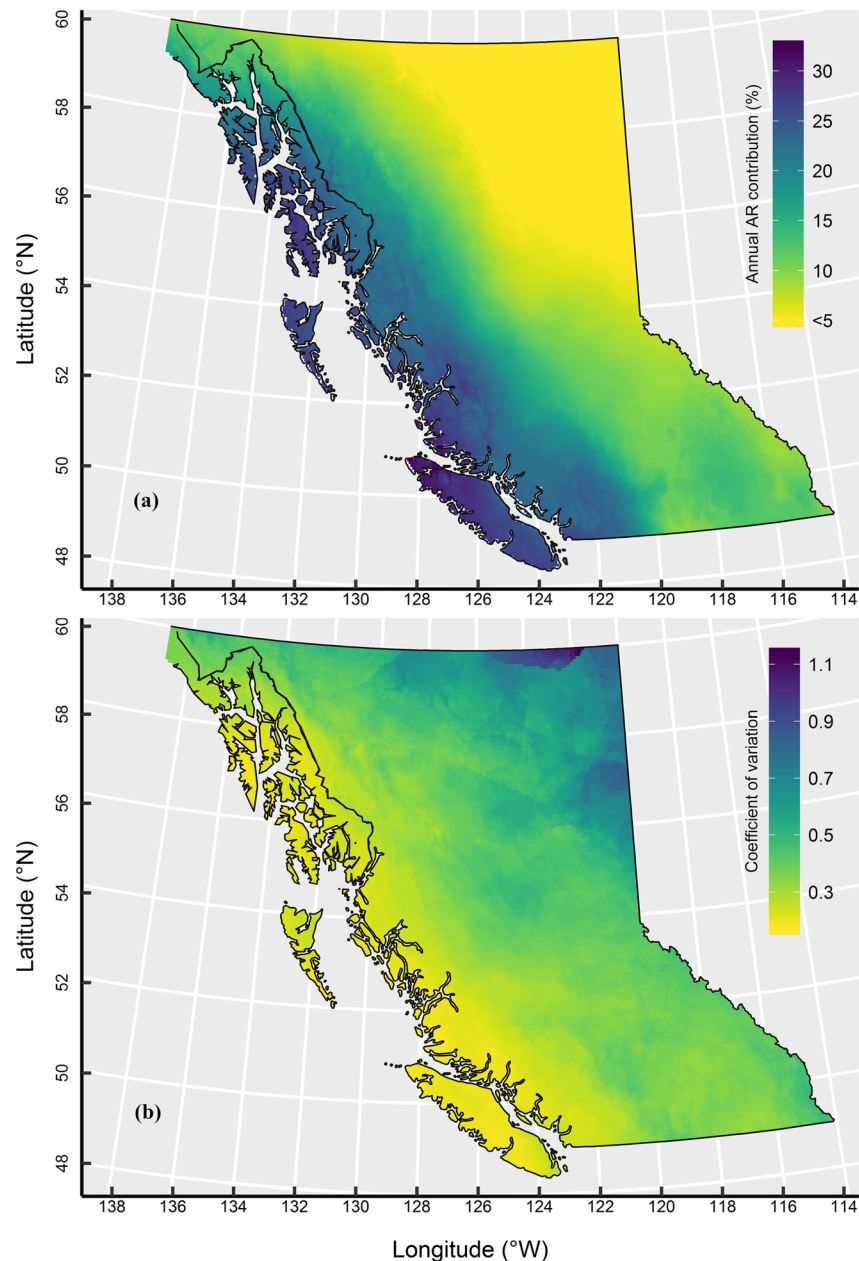 60
58
56
54
52
50
48
Latitude (°N)
Annual AR contribution (%)
30
25
20
15
10
<5
(a)
138 136 134 132 130 128 126 124 122 120 118 116 114
60
58
56
54
52
50
48
Latitude (°N)
Coefficient of variation
1.1
0.9
0.7
0.5
0.3
(b)
138 136 134 132 130 128 126 124 122 120 118 116 114
Longitude (°W)